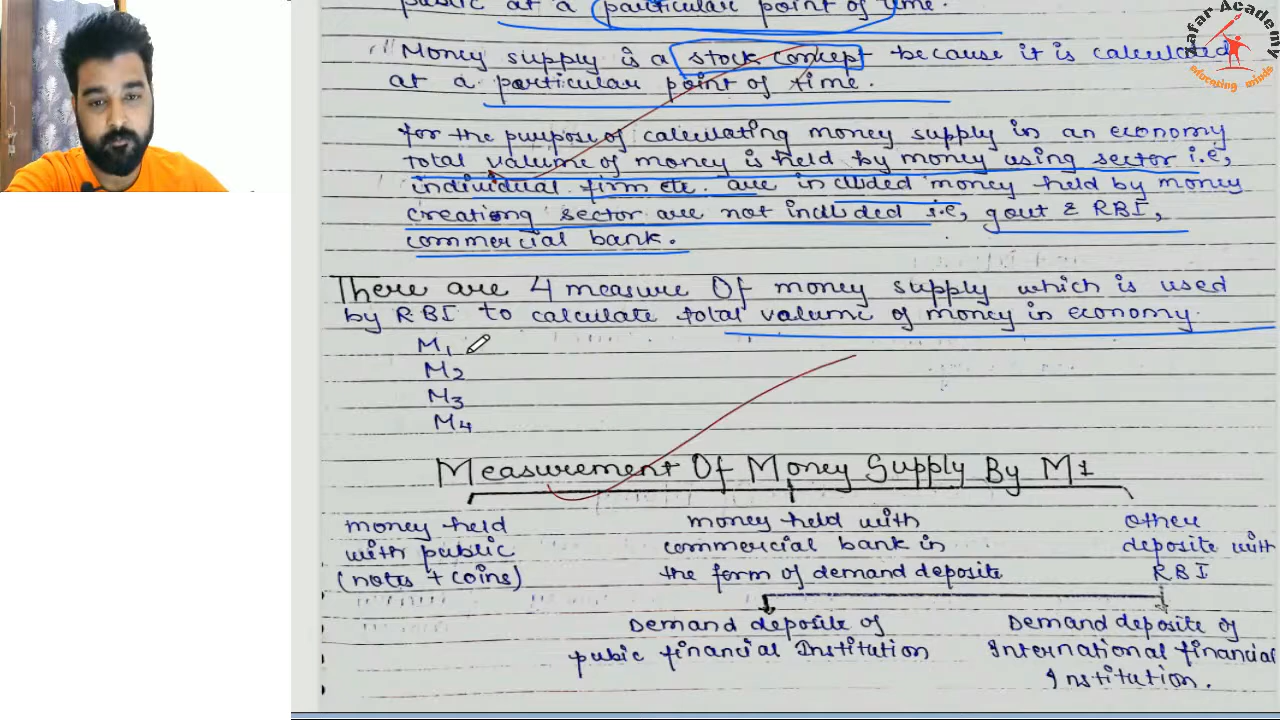 public at a (particular point of time.
Money supply is a stock concept because it is calculated
at a particular point of time.
for the purpose of calculating money supply in an economy
total volume of money is held by money using sector i.e,
individual firm etc. are included money held by money
creationg sector are not included i.e, govt & RBI,
commercial bank.
There are 4 measure Of money supply which is used
by RBI to calculate total volume of money in economy.
M1
M2
M3
M4
Measurement Of Money Supply By M1
money held
with public
(notes + coins)
money held with
commercial bank in
the form of demand deposite
other
deposite with
RBI
Demand deposite of
pubic financial Institution
Demand deposite of
International financial
Institution.
afar Academy
educating minds